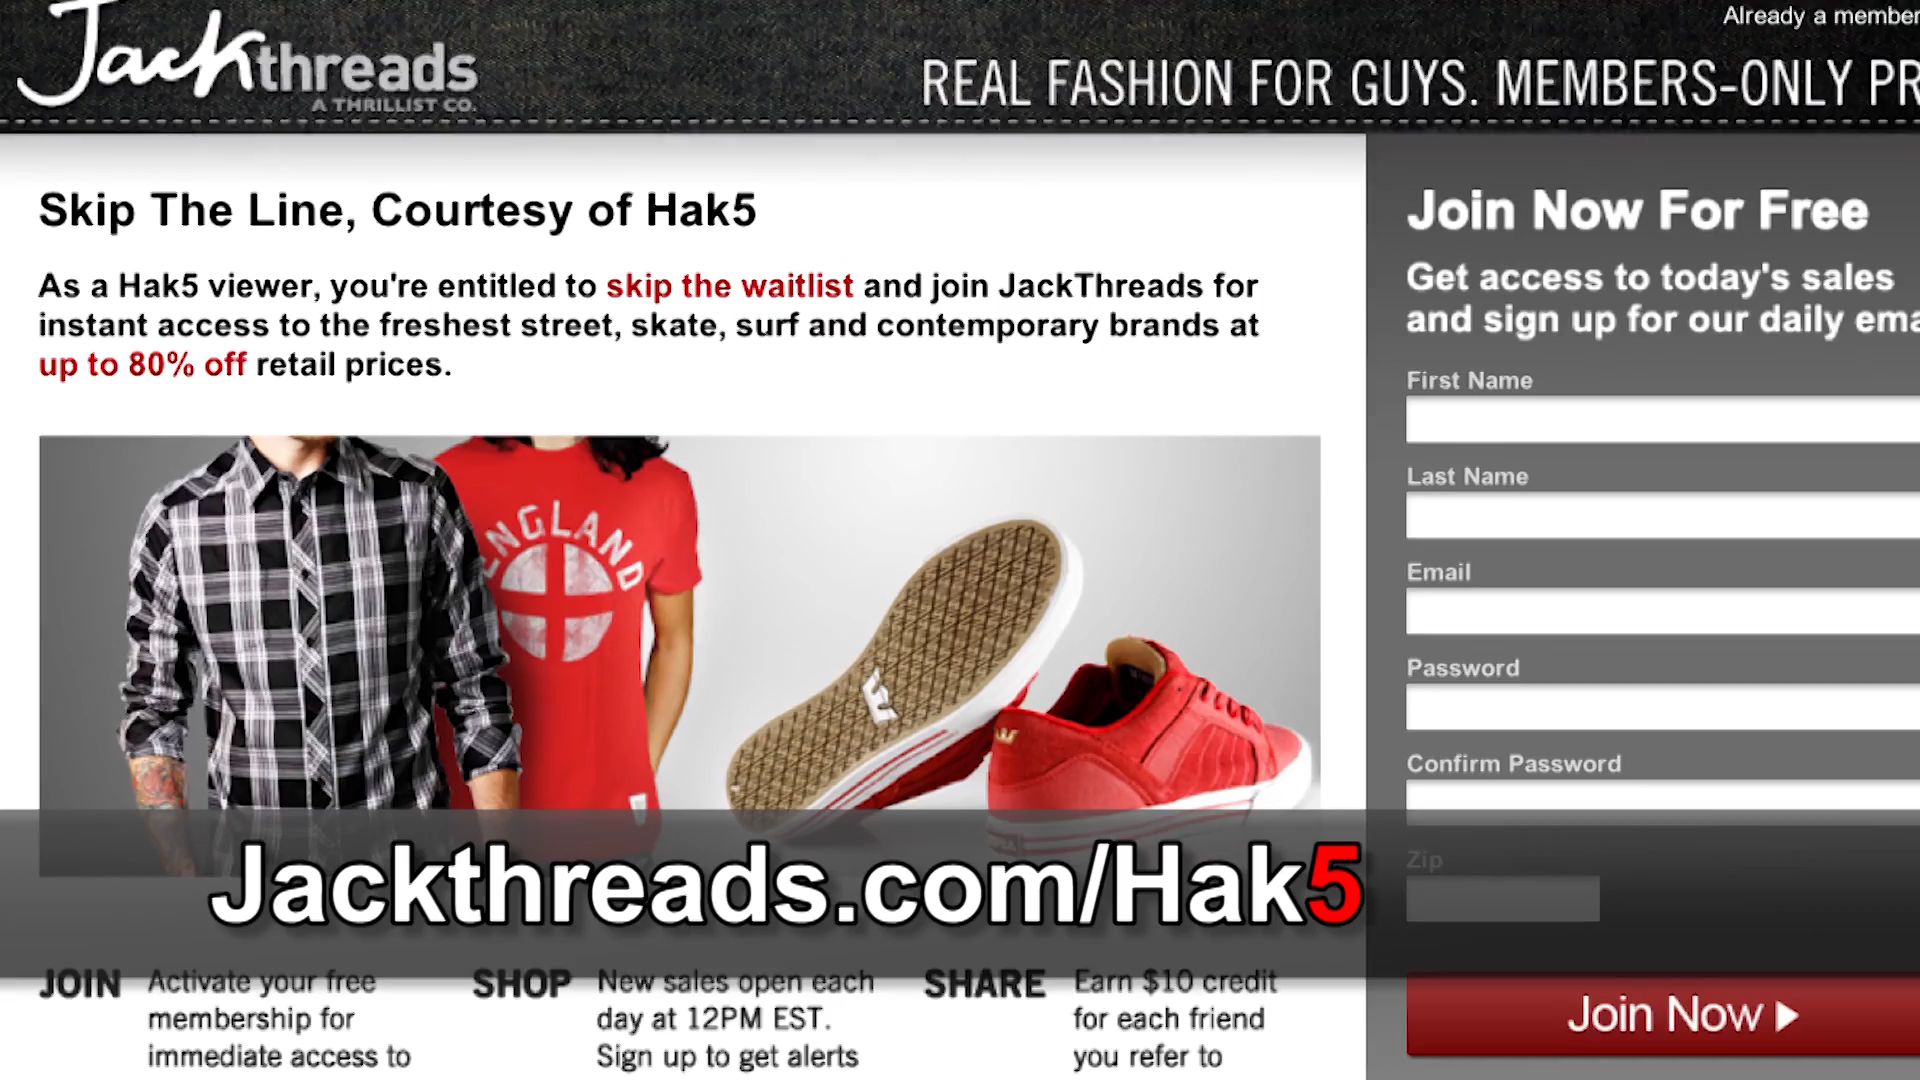 Jackthreads
A THRILLIST CO.
Already a member
REAL FASHION FOR GUYS. MEMBERS-ONLY PR
Skip The Line, Courtesy of Hak5
As a Hak5 viewer, you're entitled to skip the waitlist and join JackThreads for
instant access to the freshest street, skate, surf and contemporary brands at
up to 80% off retail prices.
ENGLAND
Join Now For Free
Get access to today's sales
and sign up for our daily ema
First Name
Last Name
Email
Password
Confirm Password
Zip
Jackthreads.com/Hak5
JOIN
Activate your free
membership for
immediate access to
SHOP
New sales open each
day at 12PM EST.
Sign up to get alerts
SHARE
Earn $10 credit
for each friend
you refer to
Join Now